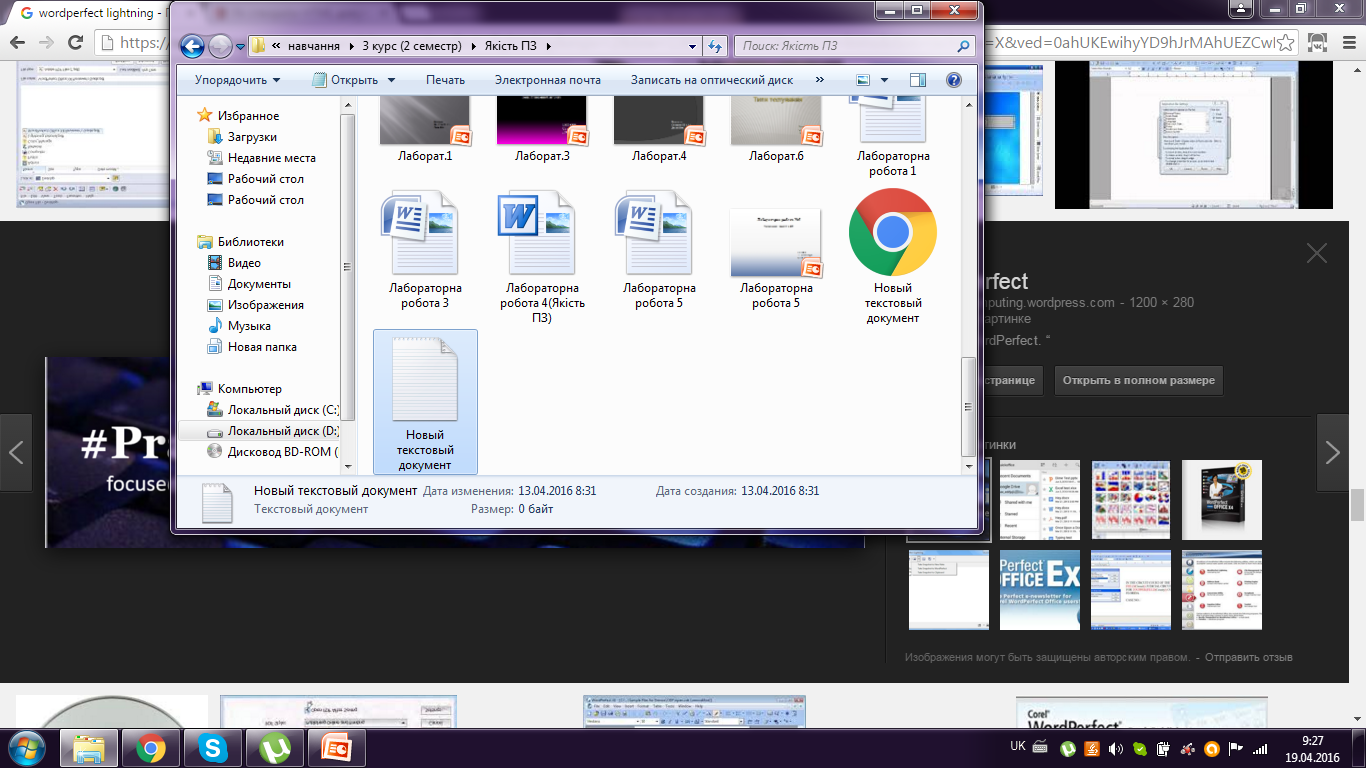 wordperfect lightning -
https://
=X&ved=0ahUKEwihyYD9hJrMAhUEZCwI
навчання
3 курс (2 семестр)
Якість ПЗ
Поиск: Якість ПЗ
Упорядочить
Открыть
Печать
Электронная почта
Записать на оптический диск
»
Избранное
Загрузки
Недавние места
Рабочий стол
Рабочий стол
Библиотеки
Видео
Документы
Изображения
Музыка
Новая папка
Компьютер
Локальный диск (C:)
Локальный диск (D:)
Дисковод BD-ROM (
Лаборат.1
Лаборат.3
Лаборат.4
Лаборат.6
Лабораторна
робота 1
Лабораторна
робота 3
Лабораторна
робота 4(Якість
ПЗ)
Лабораторна
робота 5
Лабораторна
робота 5
Новый
текстовый
документ
Новый
текстовый
документ
Новый текстовый документ
Дата изменения: 13.04.2016 8:31
Дата создания: 13.04.2016 8:31
Текстовый документ
Размер: 0 байт
#Pr
focused
rfect
puting.wordpress.com - 1200 × 280
артинке
rdPerfect. “
странице
Открыть в полном размере
инки
Perfect
OFFICE Ex
Изображения могут быть защищены авторским правом. - Отправить отзыв
Corel
WordPerfect Office
UK
9:27
19.04.2016